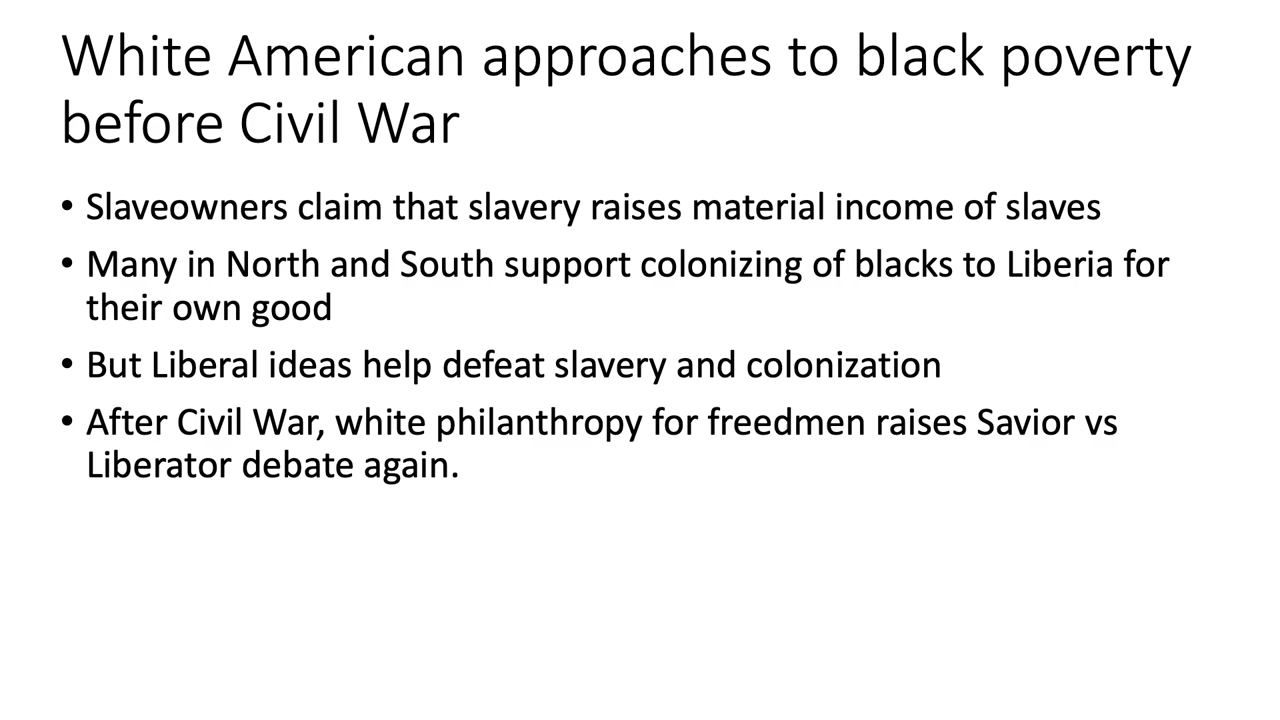 White American approaches to black poverty
before Civil War
• Slaveowners claim that slavery raises material income of slaves
• Many in North and South support colonizing of blacks to Liberia for
their own good
• But Liberal ideas help defeat slavery and colonization
• After Civil War, white philanthropy for freedmen raises Savior vs
Liberator debate again.